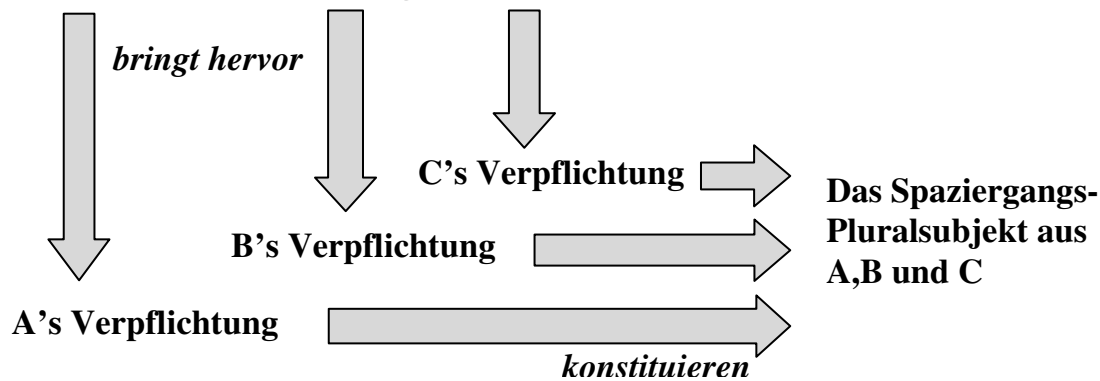 bringt hervor
C's Verpflichtung
Das Spaziergangs-
Pluralsubjekt aus
A,B und C
B's Verpflichtung
A's Verpflichtung
konstituieren